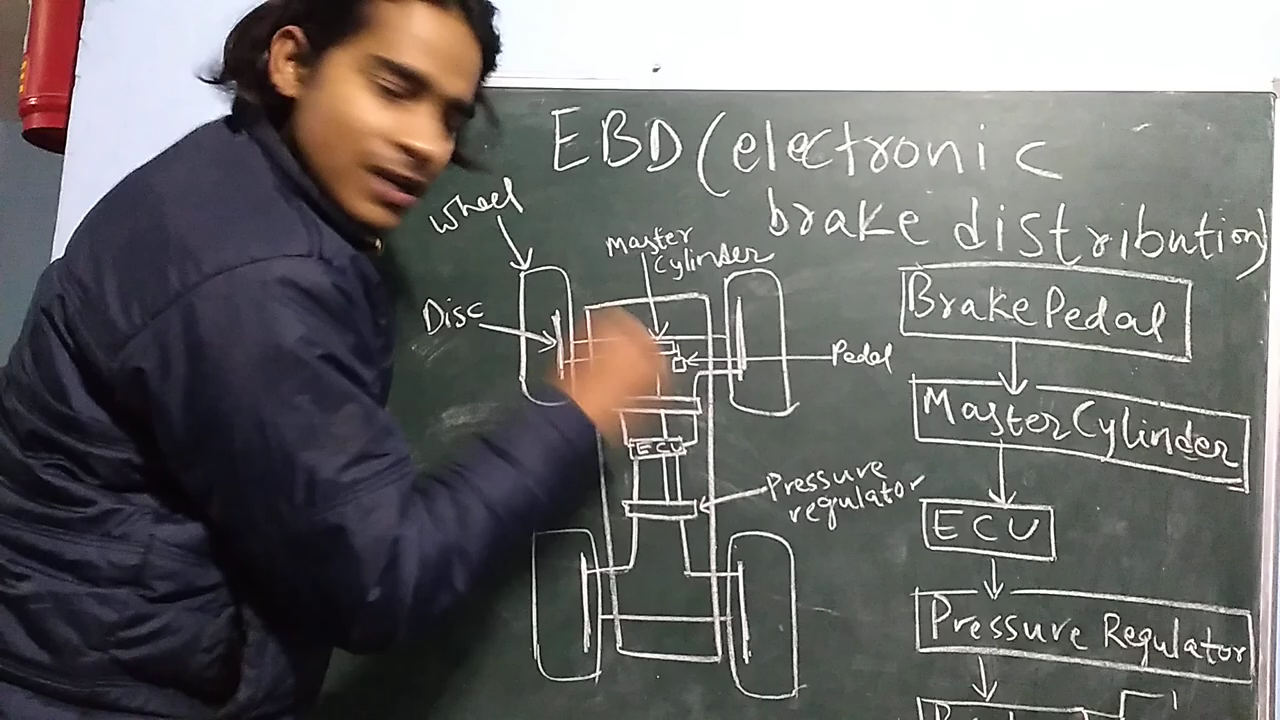 EBD (electronic
brake distribution)
Wheel
Master
Cylinder
Disc
Pedal
ECU
Pressure
regulator
Brake Pedal
Master Cylinder
ECU
Pressure Regulator